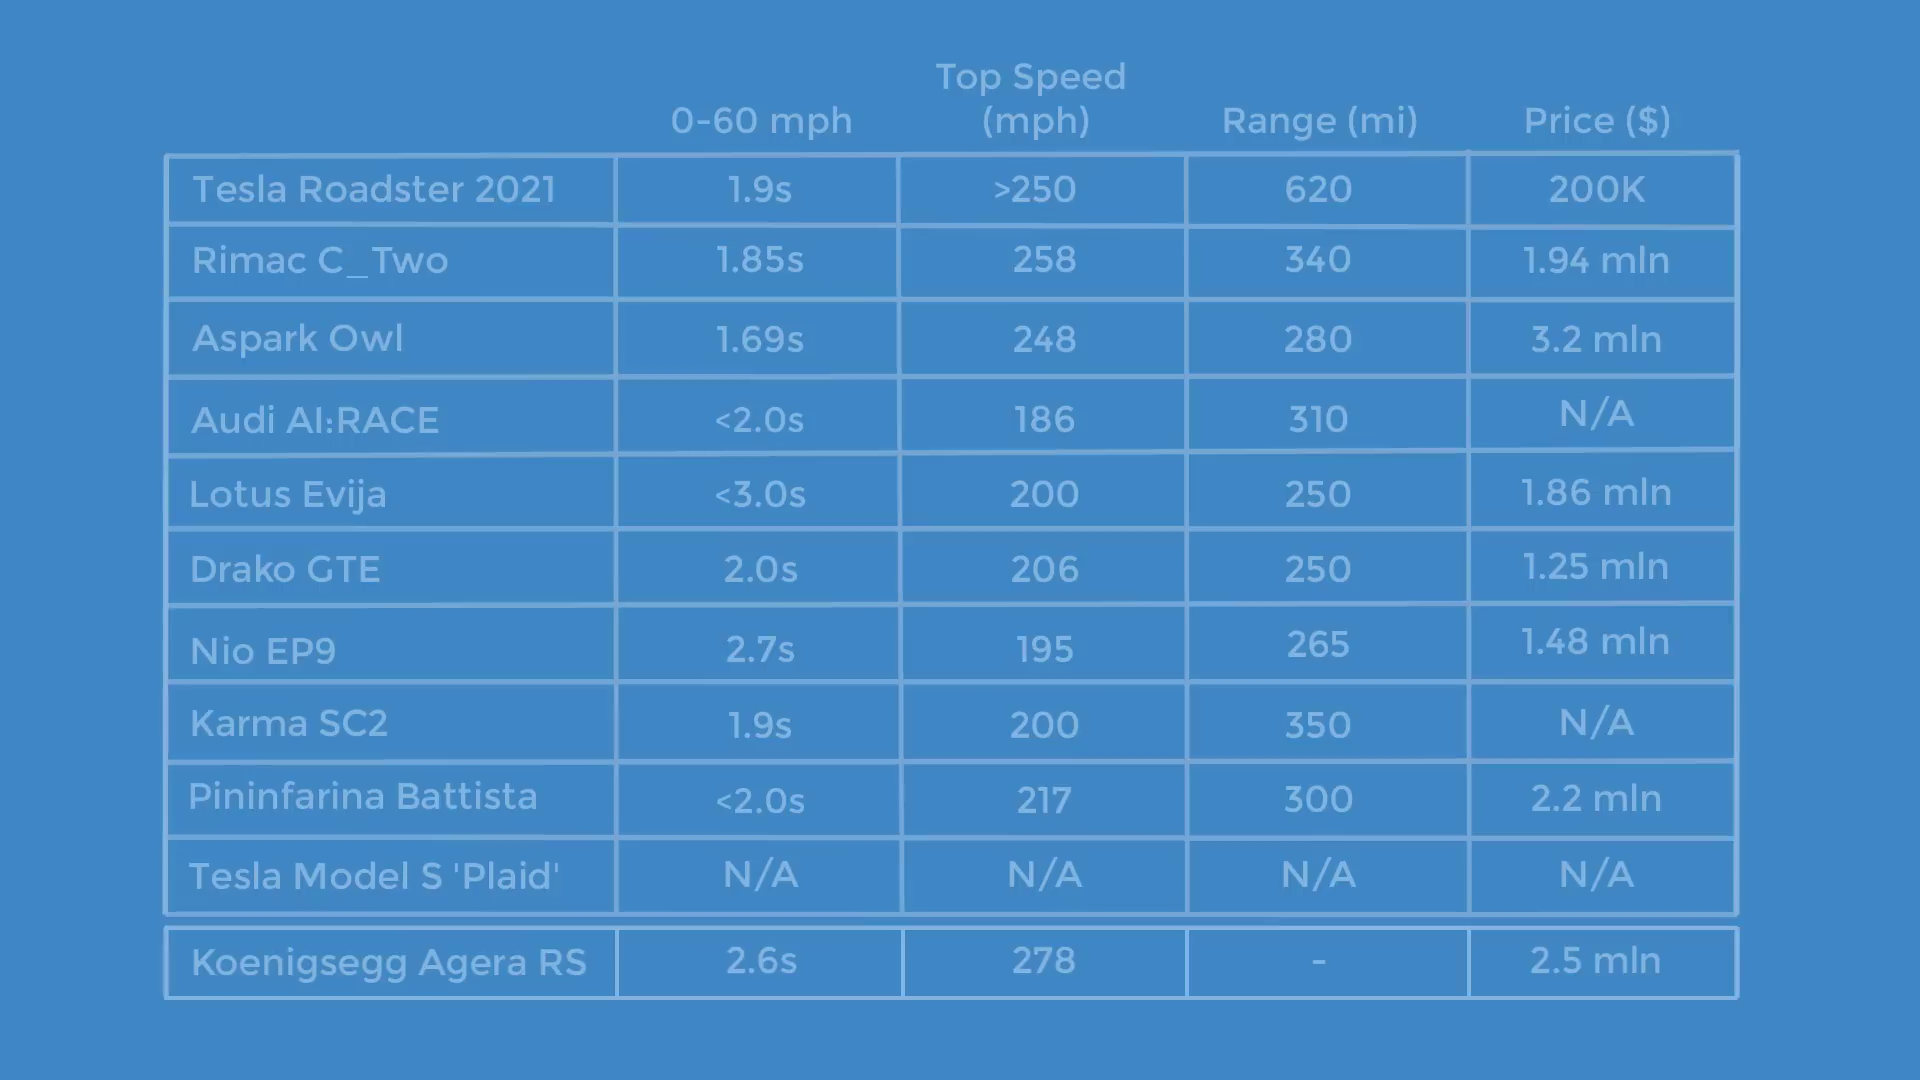 Top Speed
0-60 mph (mph) Range (mi) Price ($)
Tesla Roadster 2021 1.9s >250 620 200K
Rimac C_Two 1.85s 258 340 1.94 mln
Aspark Owl 1.69s 248 280 3.2 mln
Audi AI:RACE <2.0s 186 310 N/A
Lotus Evija <3.0s 200 250 1.86 mln
Drako GTE 2.0s 206 250 1.25 mln
Nio EP9 2.7s 195 265 1.48 mln
Karma SC2 1.9s 200 350 N/A
Pininfarina Battista <2.0s 217 300 2.2 mln
Tesla Model S 'Plaid' N/A N/A N/A N/A
Koenigsegg Agera RS 2.6s 278 - 2.5 mln